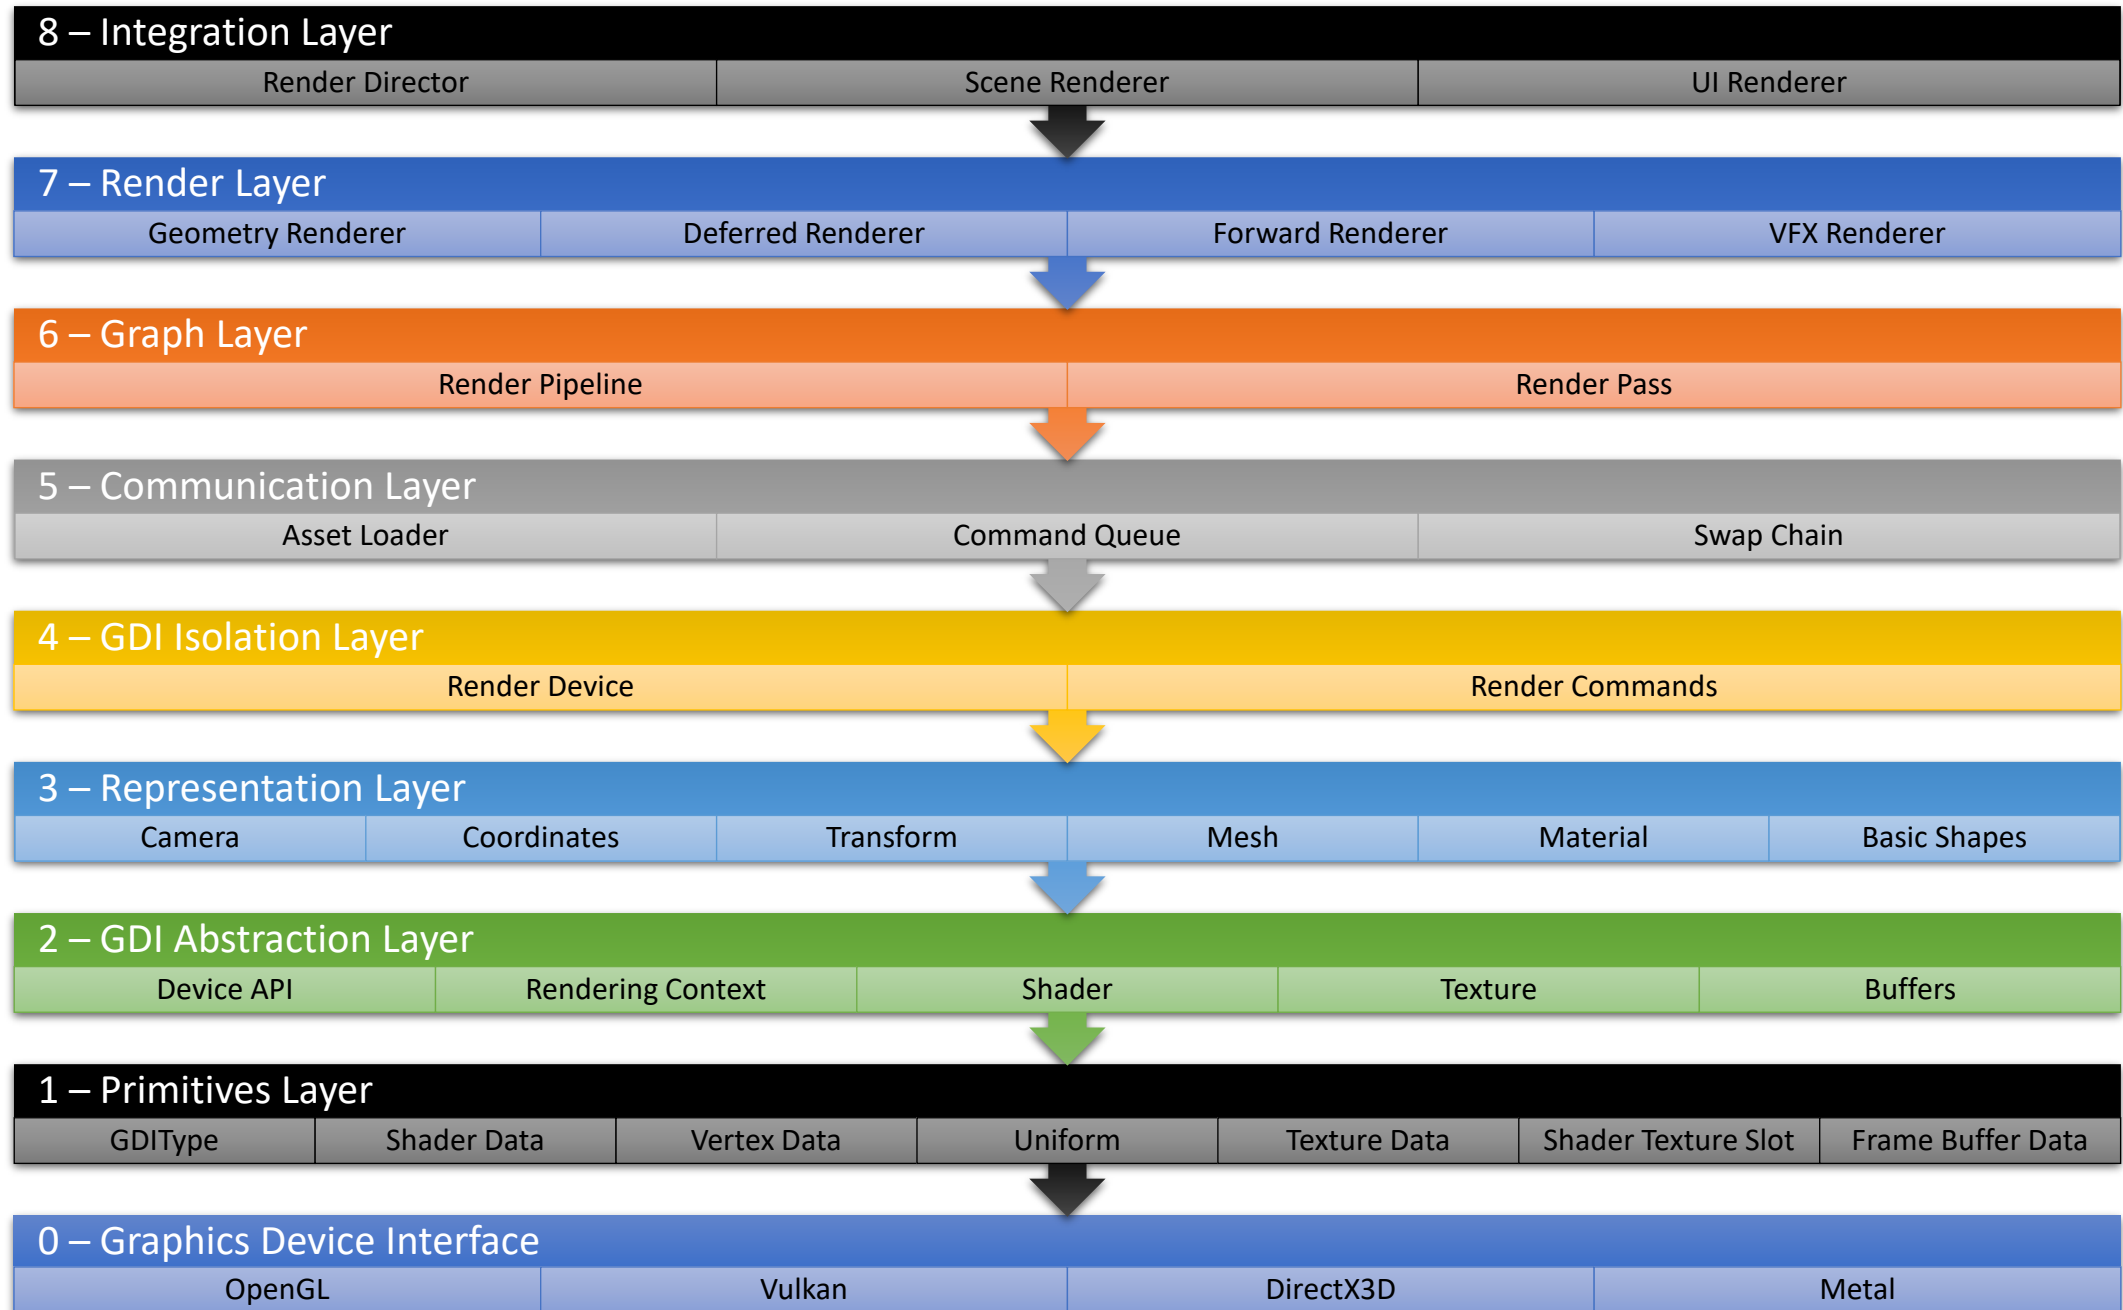 8 – Integration Layer
Render Director Scene Renderer UI Renderer
7 – Render Layer
Geometry Renderer Deferred Renderer Forward Renderer VFX Renderer
6 – Graph Layer
Render Pipeline Render Pass
5 – Communication Layer
Asset Loader Command Queue Swap Chain
4 – GDI Isolation Layer
Render Device Render Commands
3 – Representation Layer
Camera Coordinates Transform Mesh Material Basic Shapes
2 – GDI Abstraction Layer
Device API Rendering Context Shader Texture Buffers
1 – Primitives Layer
GDIType Shader Data Vertex Data Uniform Texture Data Shader Texture Slot Frame Buffer Data
0 – Graphics Device Interface
OpenGL Vulkan DirectX3D Metal